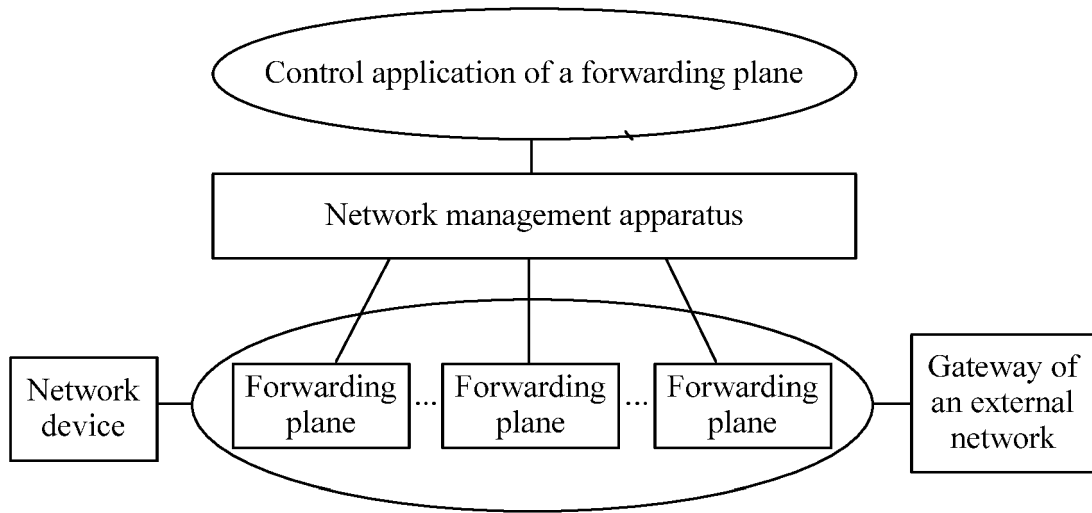 Control application of a forwarding plane
Network management apparatus
Network
device
Forwarding
plane
...
Forwarding
plane
...
Forwarding
plane
Gateway of
an external
network